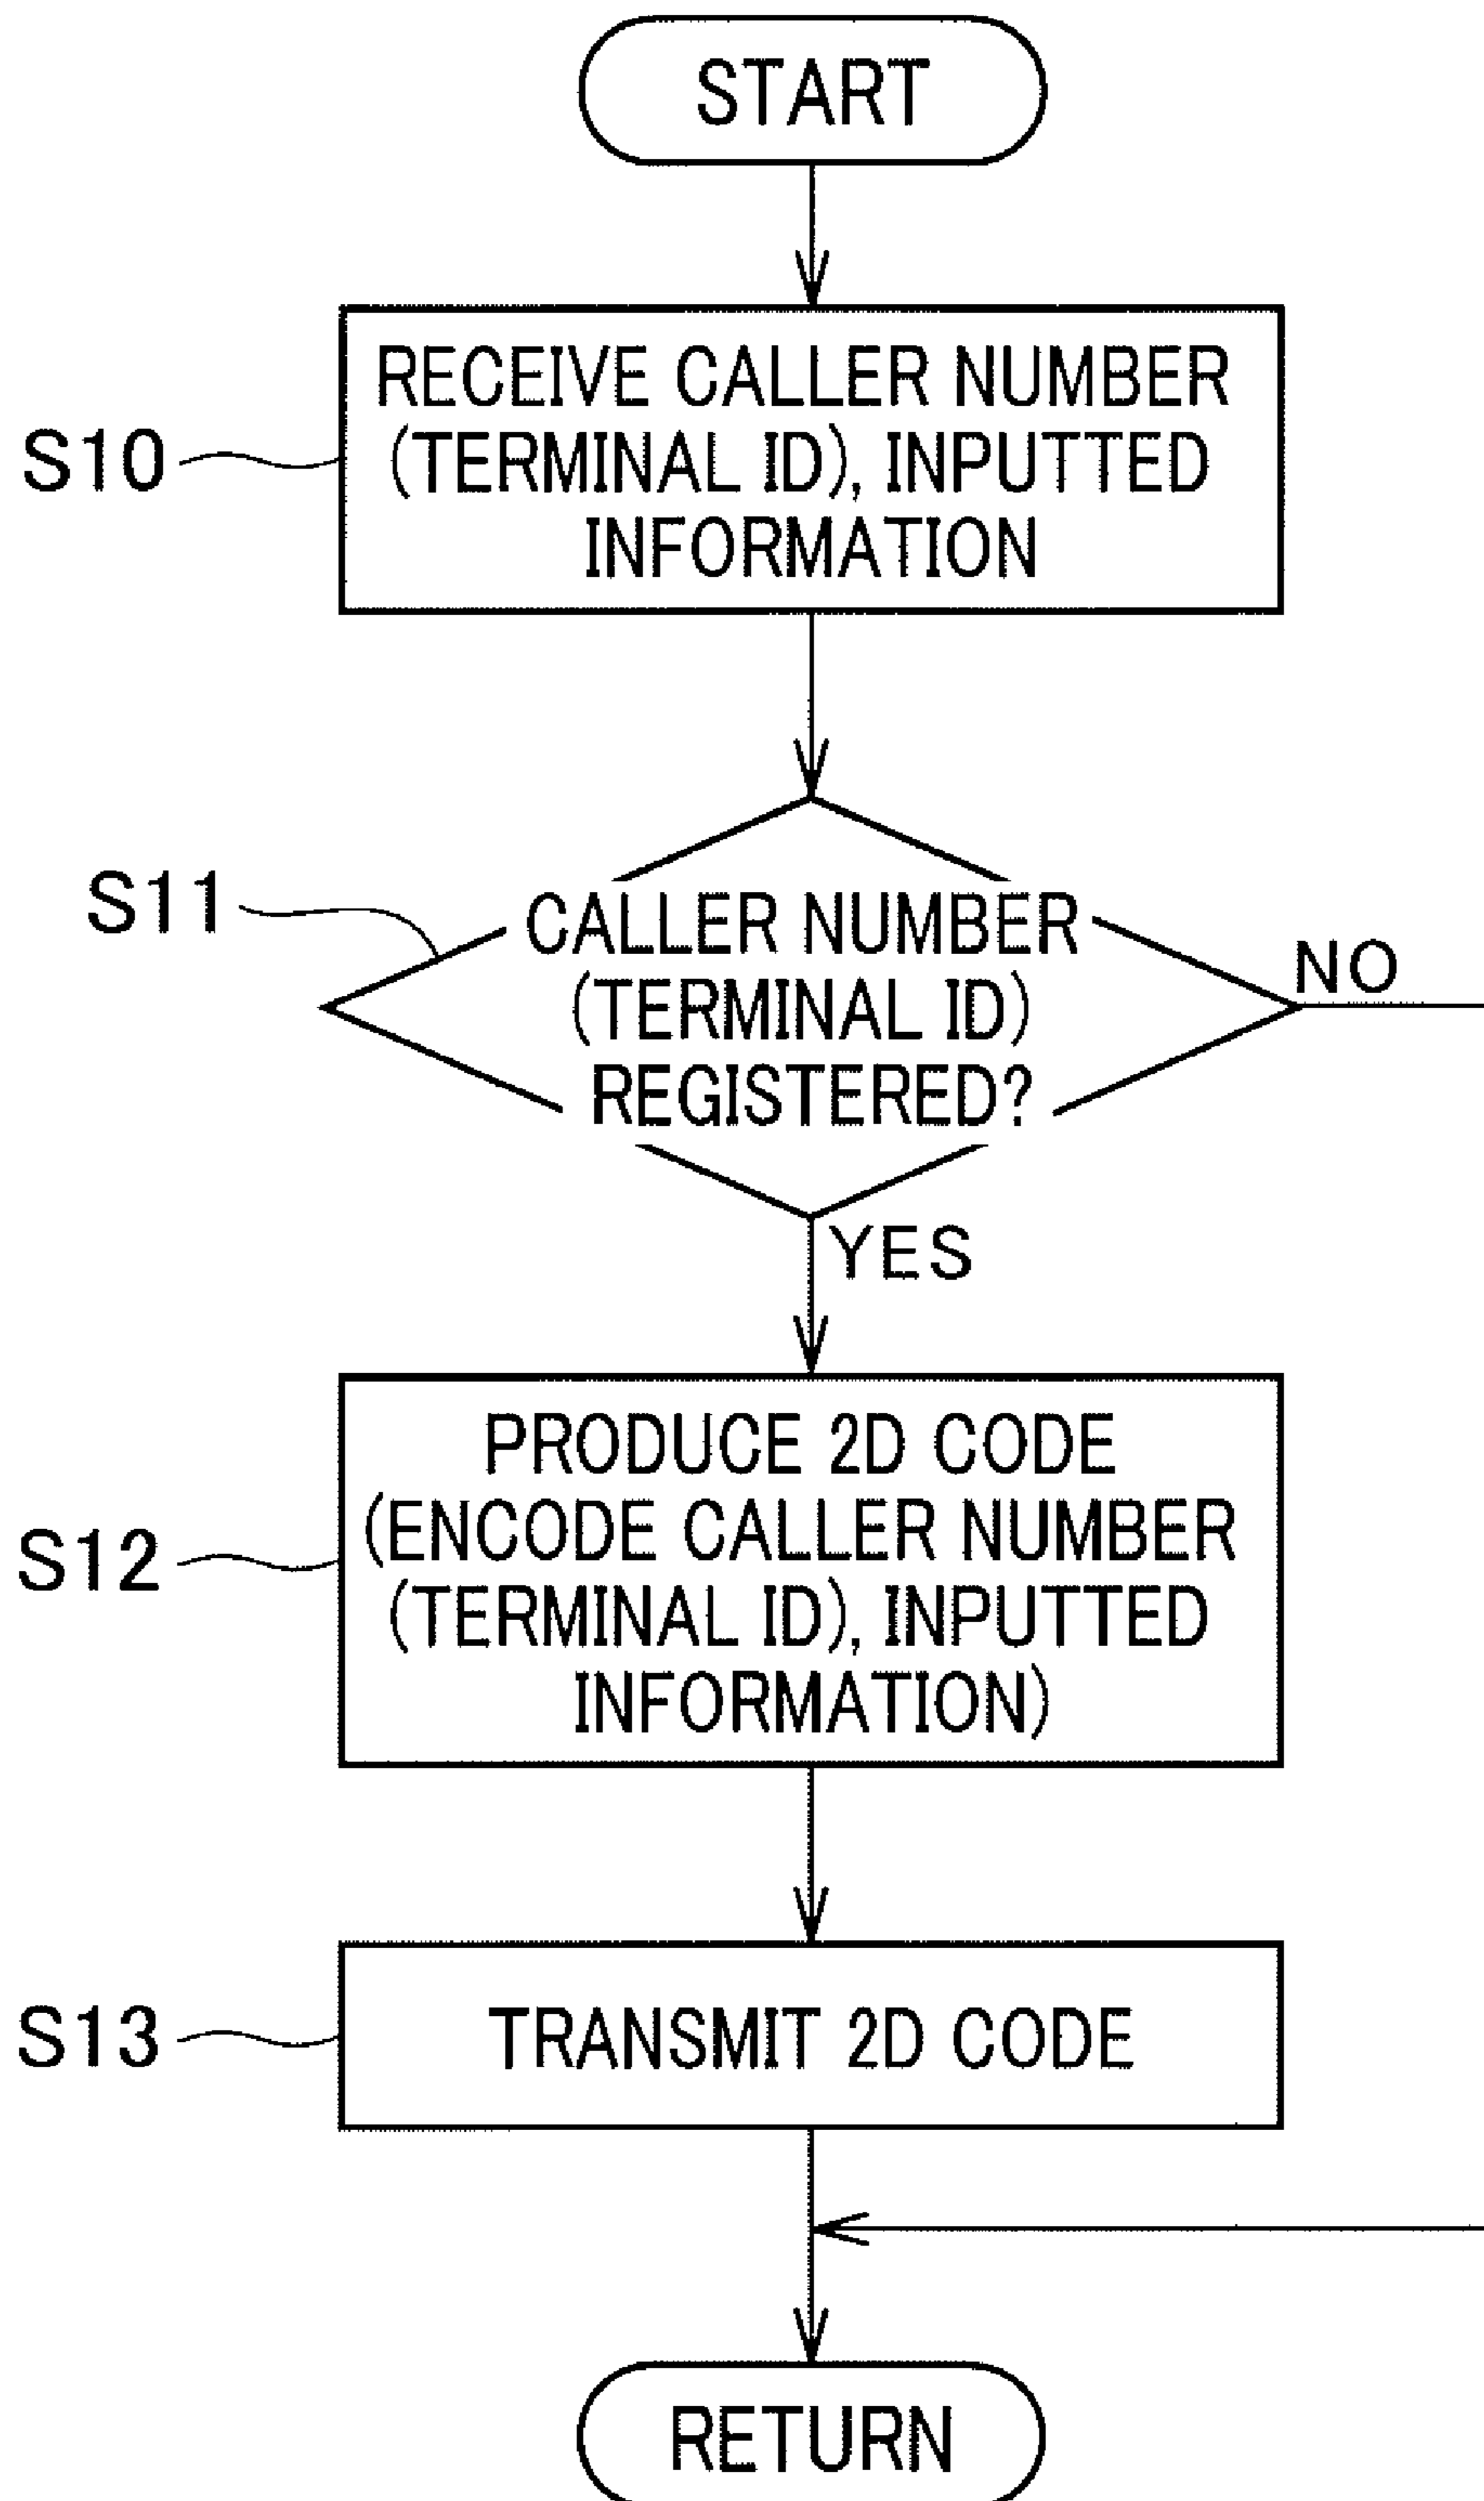 START
RECEIVE CALLER NUMBER
(TERMINAL ID), INPUTTED
INFORMATION
S10
S11
CALLER NUMBER
(TERMINAL ID)
REGISTERED?
NO
YES
PRODUCE 2D CODE
(ENCODE CALLER NUMBER
(TERMINAL ID), INPUTTED
INFORMATION)
S12
S13
TRANSMIT 2D CODE
RETURN